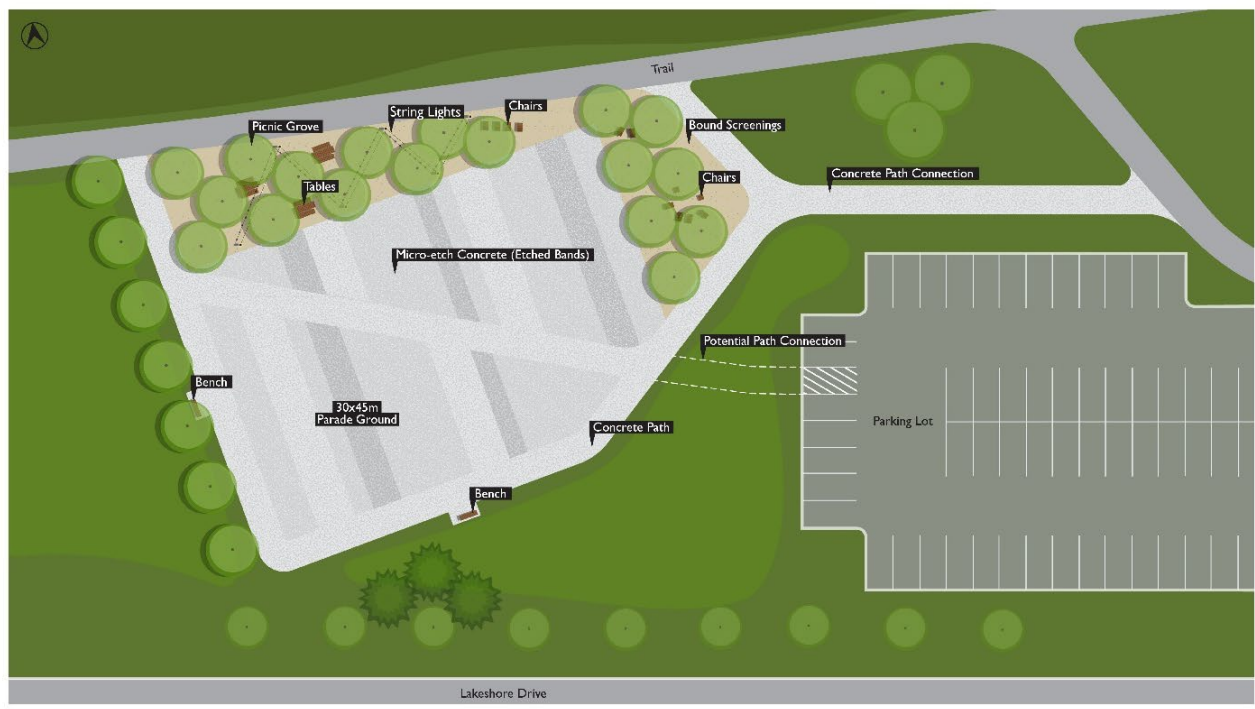 Trail
Chairs
String Lights
Picnic Grove
Bound Screenings
Concrete Path Connection
Chairs
Tables
Micro-etch Concrete (Etched Bands)
Potential Path Connection
Bench
30x45m
Parade Ground
Parking Lot
Concrete Path
Bench
Lakeshore Drive